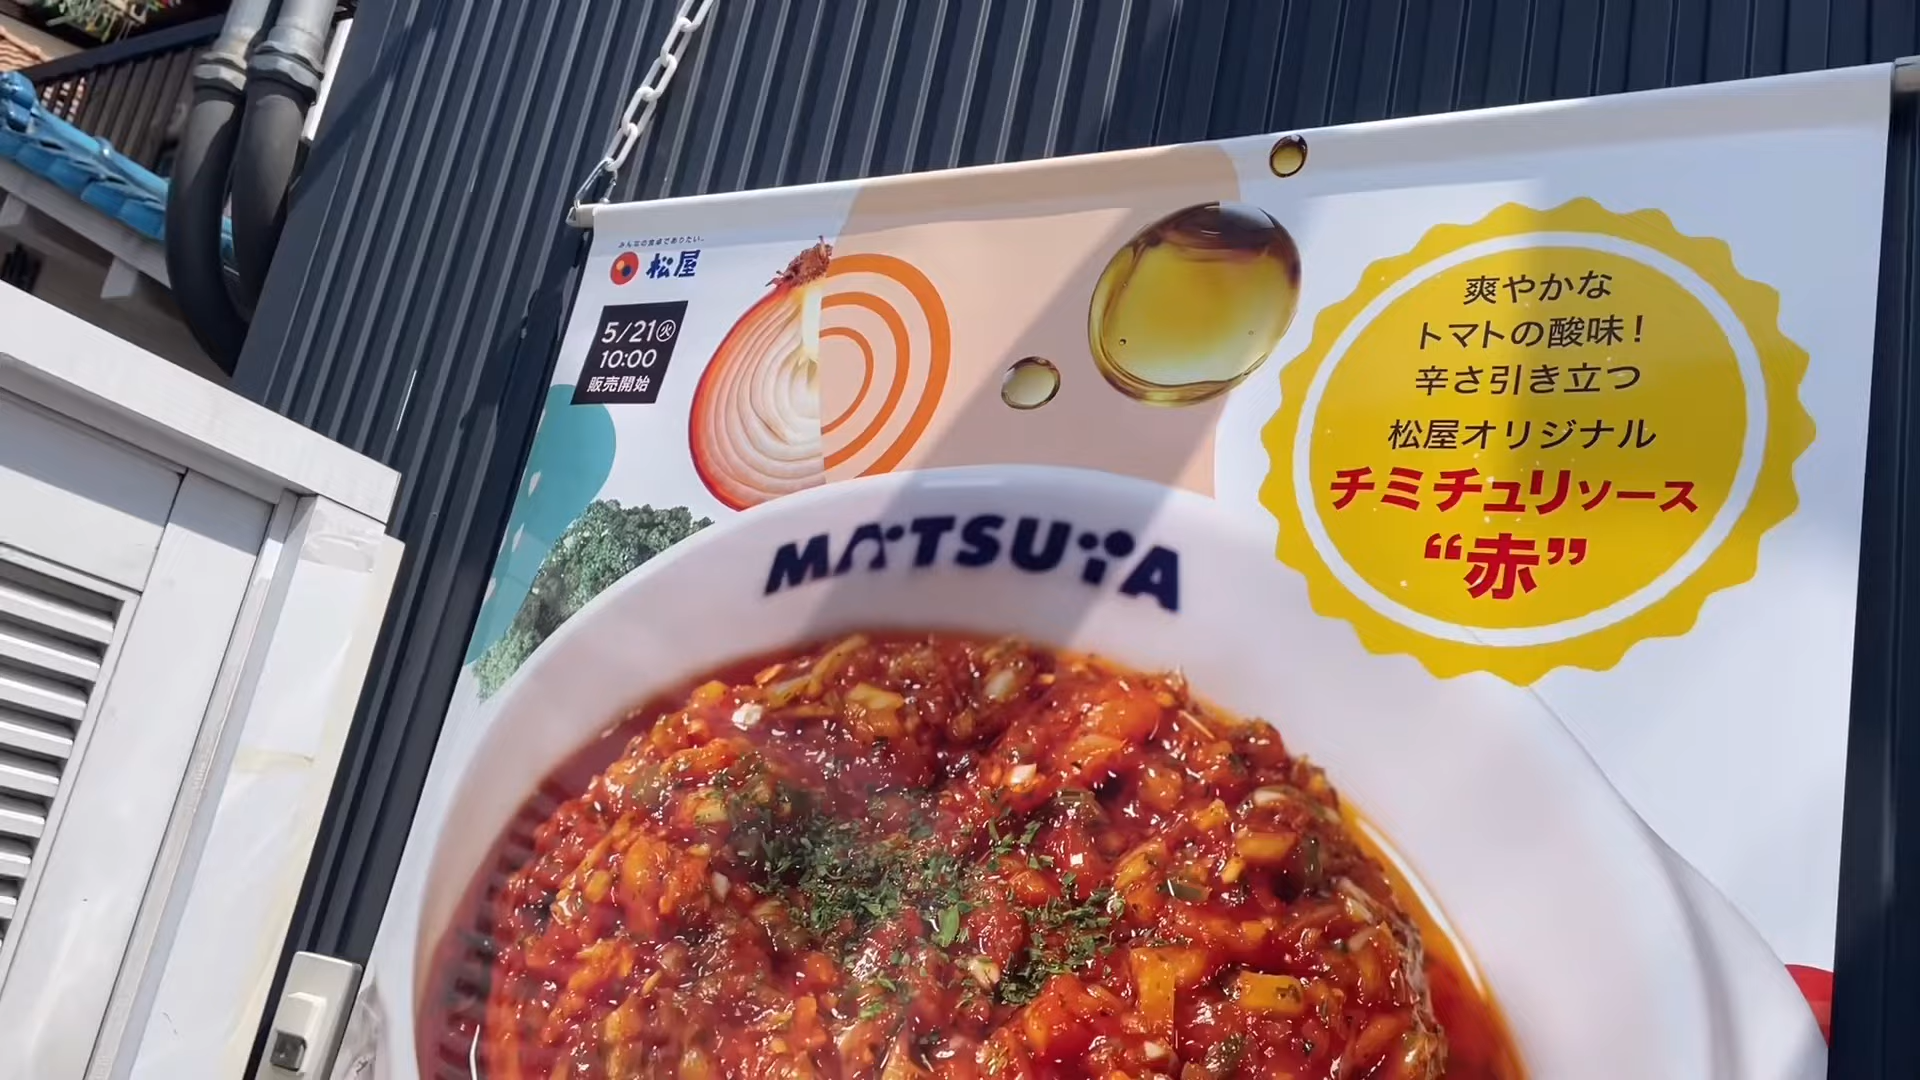 みんなの食卓でありたい。
松屋
5/21(火)
10:00
販売開始
爽やかな
トマトの酸味!
辛さ引き立つ
松屋オリジナル
チミチュリソース
“赤”
MATSUYA